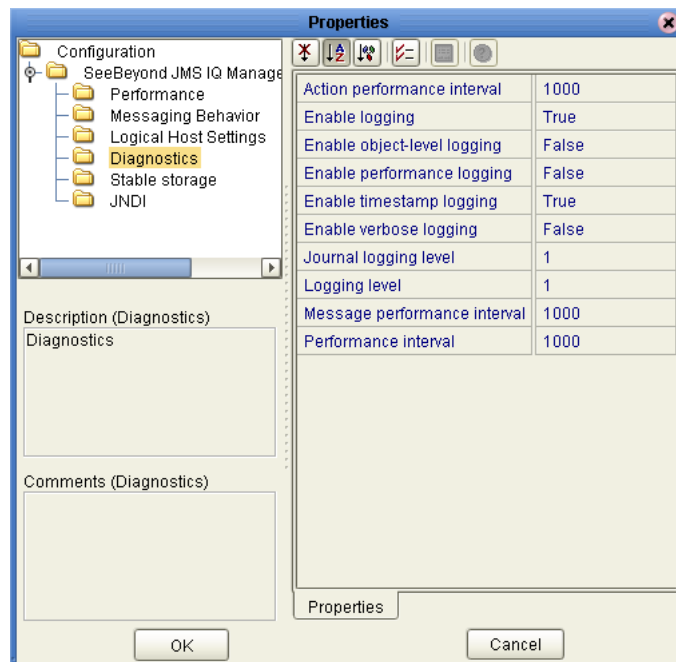 Properties
Configuration
SeeBeyond JMS IQ Manage
Performance
Messaging Behavior
Logical Host Settings
Diagnostics
Stable storage
JNDI
Description (Diagnostics)
Diagnostics
Comments (Diagnostics)
Action performance interval 1000
Enable logging True
Enable object-level logging False
Enable performance logging False
Enable timestamp logging True
Enable verbose logging False
Journal logging level 1
Logging level 1
Message performance interval 1000
Performance interval 1000
Properties
OK
Cancel